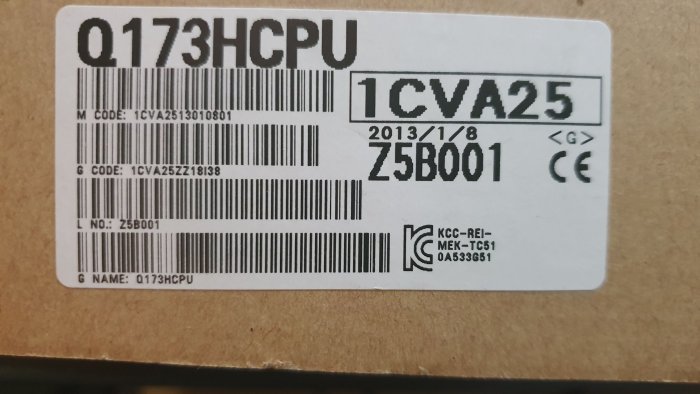 Q173HCPU
1CVA25
M CODE: 1CVA2513010801
2013/1/8 <G>
Z5B001 CE
G CODE: 1CVA25ZZ18I38
L NO.: Z5B001
KCC-REI-
MEK-TC51
0A533G51
G NAME: Q173HCPU